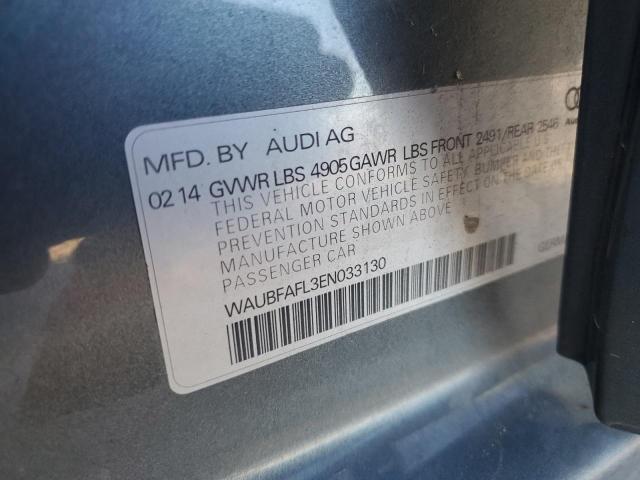 MFD. BY AUDI AG
02 14 GVWR LBS 4905 GAWR LBS FRONT 2491/REAR 2546
THIS VEHICLE CONFORMS TO ALL APPLICABLE U.S.
FEDERAL MOTOR VEHICLE SAFETY BUMPER AND THEFT
PREVENTION STANDARDS IN EFFECT ON THE DATE OF
MANUFACTURE SHOWN ABOVE
PASSENGER CAR
WAUBFAFL3EN033130